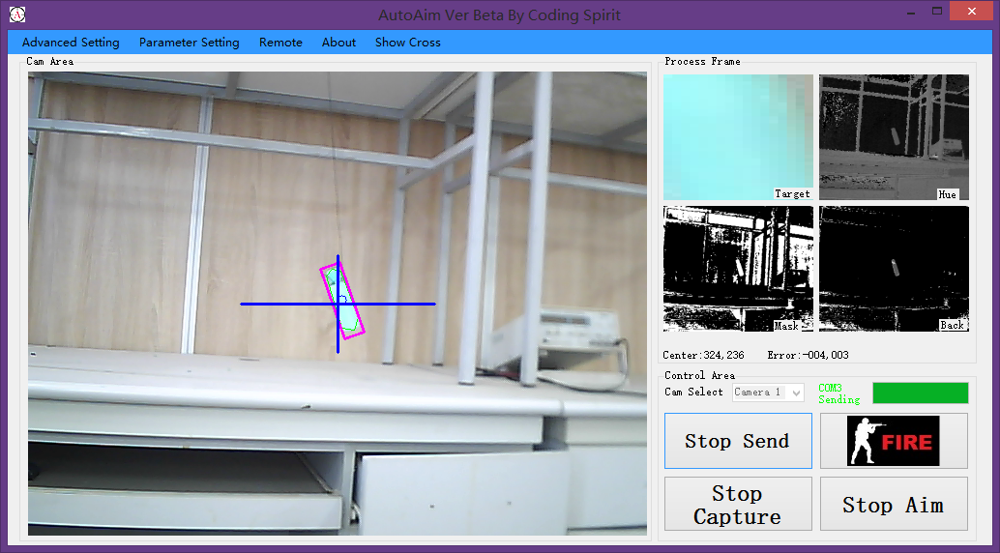 AutoAim Ver Beta By Coding Spirit
Advanced Setting Parameter Setting Remote About Show Cross
Cam Area
Process Frame
Target
Hue
Mask
Back
Center:324,236 Error:-004,003
Control Area
Cam Select Camera 1 COM3
Sending
Stop Send
FIRE
Stop
Capture
Stop Aim